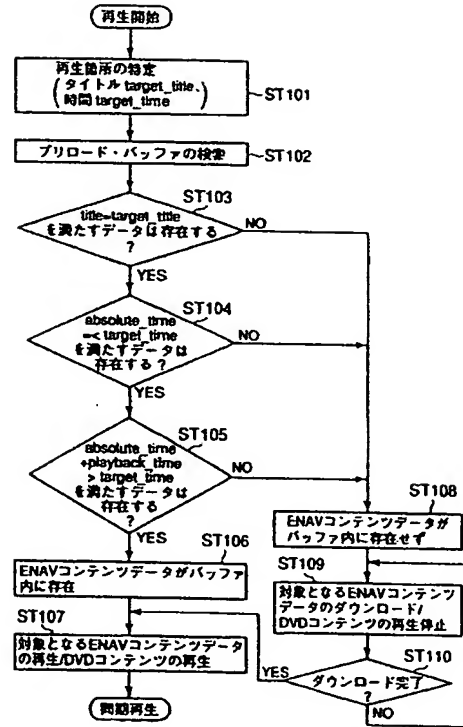 再生開始
再生箇所の特定
(タイトル target_title、
時間 target_time)
ST101
プリロード・バッファの検索
ST102
ST103
title=target_title
を満たすデータは存在する
?
NO
YES
ST104
absolute_time
=< target_time
を満たすデータは
存在する ?
NO
YES
ST105
absolute_time
+playback_time
> target_time
を満たすデータは
存在する
?
NO
YES
ST106
ENAVコンテンツデータがバッファ
内に存在
ST107
対象となるENAVコンテンツデータ
の再生/DVDコンテンツの再生
同期再生
ST108
ENAVコンテンツデータが
バッファ内に存在せず
ST109
対象となるENAVコンテンツ
データのダウンロード/
DVDコンテンツの再生停止
ST110
ダウンロード完了
?
YES
NO